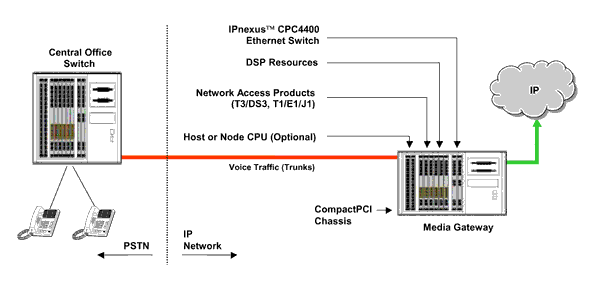 IPnexus™ CPC4400
Ethernet Switch
Central Office
Switch
DSP Resources
Network Access Products
(T3/DS3, T1/E1/J1)
IP
Host or Node CPU (Optional)
Voice Traffic (Trunks)
CompactPCI
Chassis
Media Gateway
PSTN
IP
Network